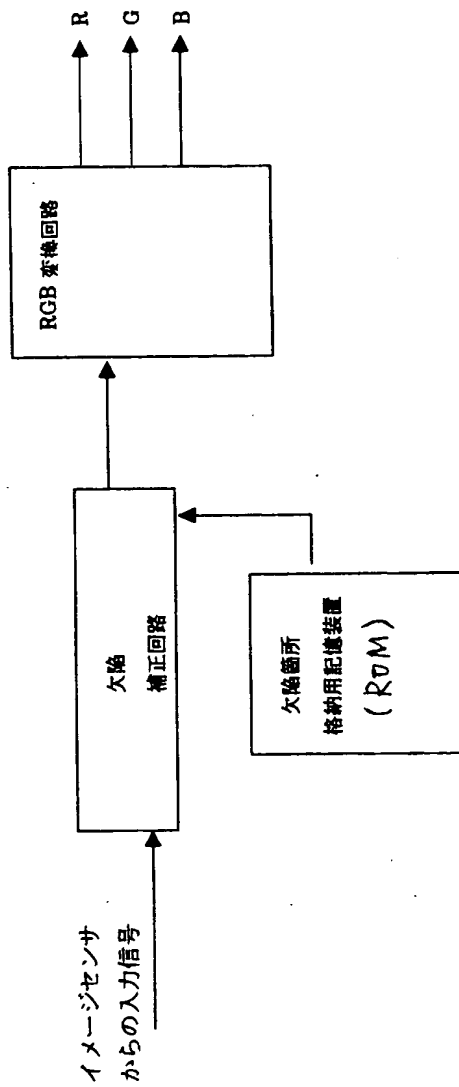 イメージセンサ
からの入力信号
欠陥
補正回路
欠陥箇所
格納用記憶装置
(ROM)
RGB 変換回路
R
G
B